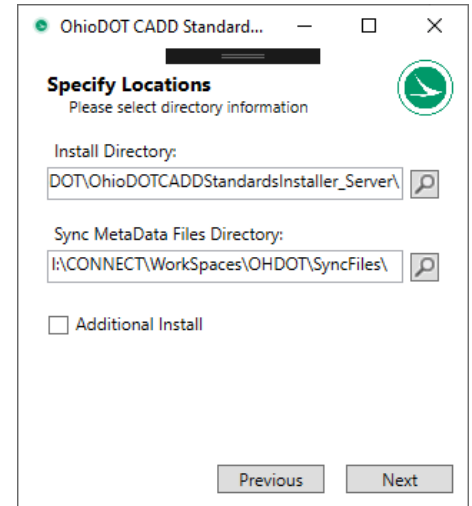 OhioDOT CADD Standard...
Specify Locations
Please select directory information
Install Directory:
DOT\OhioDOTCADDStandardsInstaller_Server\
Sync MetaData Files Directory:
I:\CONNECT\WorkSpaces\OHDOT\SyncFiles\
Additional Install
Previous
Next